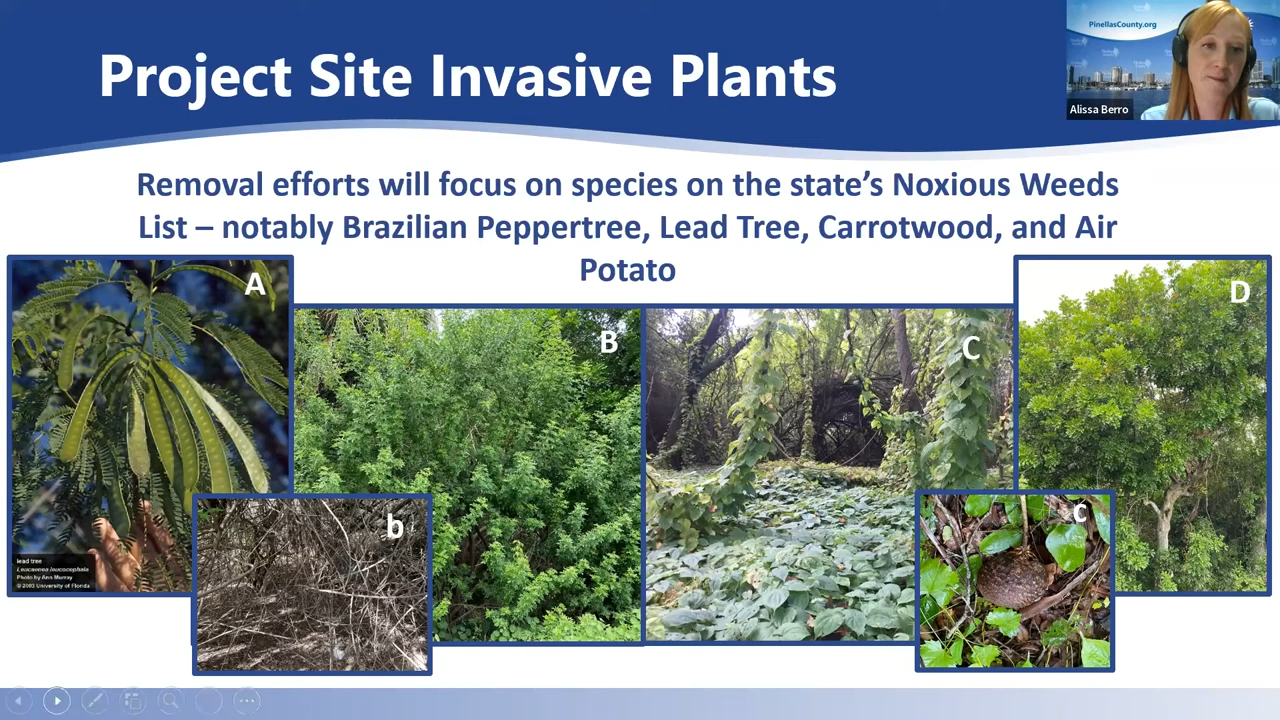 PinellasCounty.org
Alissa Berro
Project Site Invasive Plants
Removal efforts will focus on species on the state's Noxious Weeds
List – notably Brazilian Peppertree, Lead Tree, Carrotwood, and Air
Potato
A
B
C
D
b
c
lead tree
Leucaenea leucocephala
Photo by Ann Murray
© 2003 University of Florida